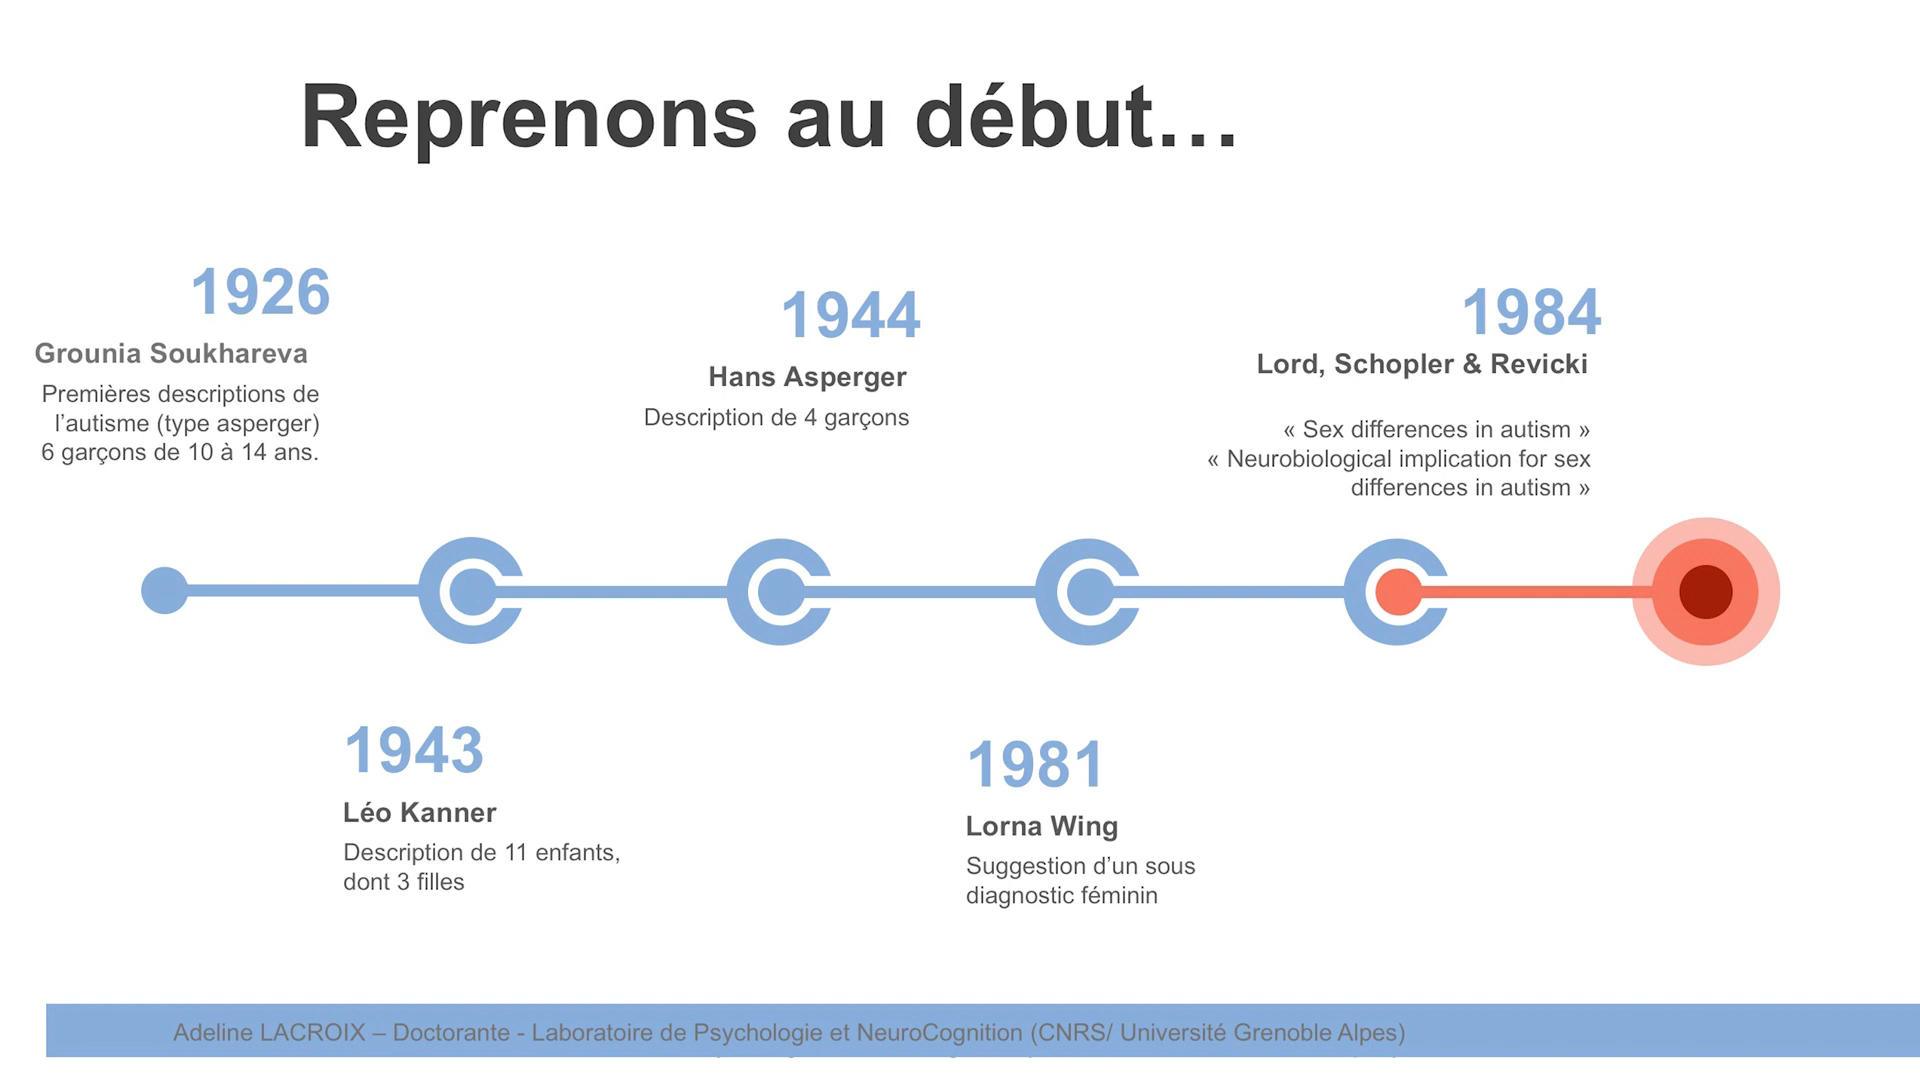 Reprenons au début…
1926
Grounia Soukhareva
Premières descriptions de
l’autisme (type asperger)
6 garçons de 10 à 14 ans.
1944
Hans Asperger
Description de 4 garçons
1984
Lord, Schopler & Revicki
« Sex differences in autism »
« Neurobiological implication for sex
differences in autism »
1943
Léo Kanner
Description de 11 enfants,
dont 3 filles
1981
Lorna Wing
Suggestion d’un sous
diagnostic féminin
Adeline LACROIX – Doctorante - Laboratoire de Psychologie et NeuroCognition (CNRS/ Université Grenoble Alpes)